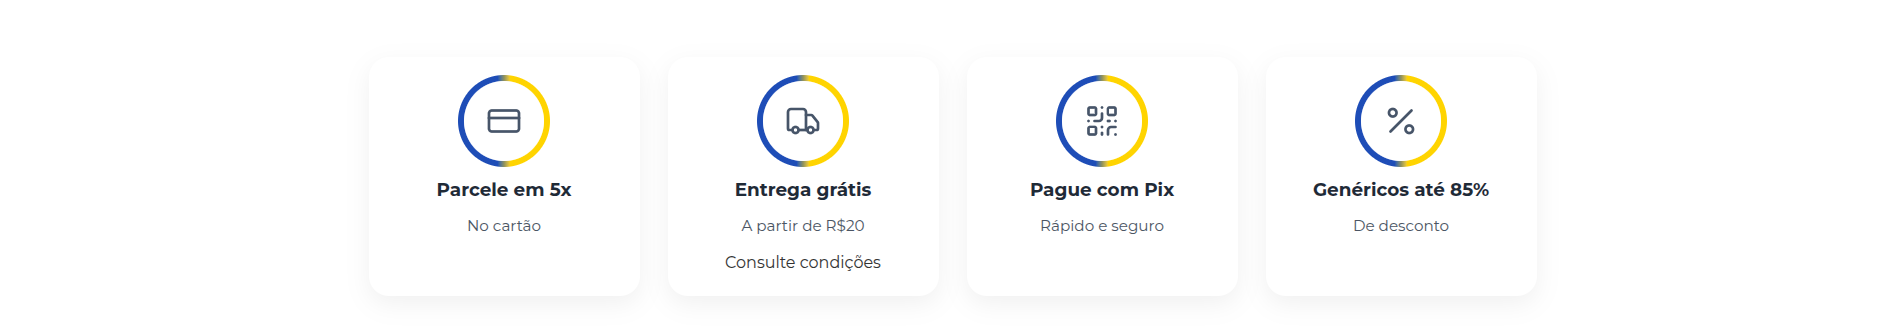 Parcele em 5x
No cartão
Entrega grátis
A partir de R$20
Consulte condições
Pague com Pix
Rápido e seguro
Genéricos até 85%
De desconto